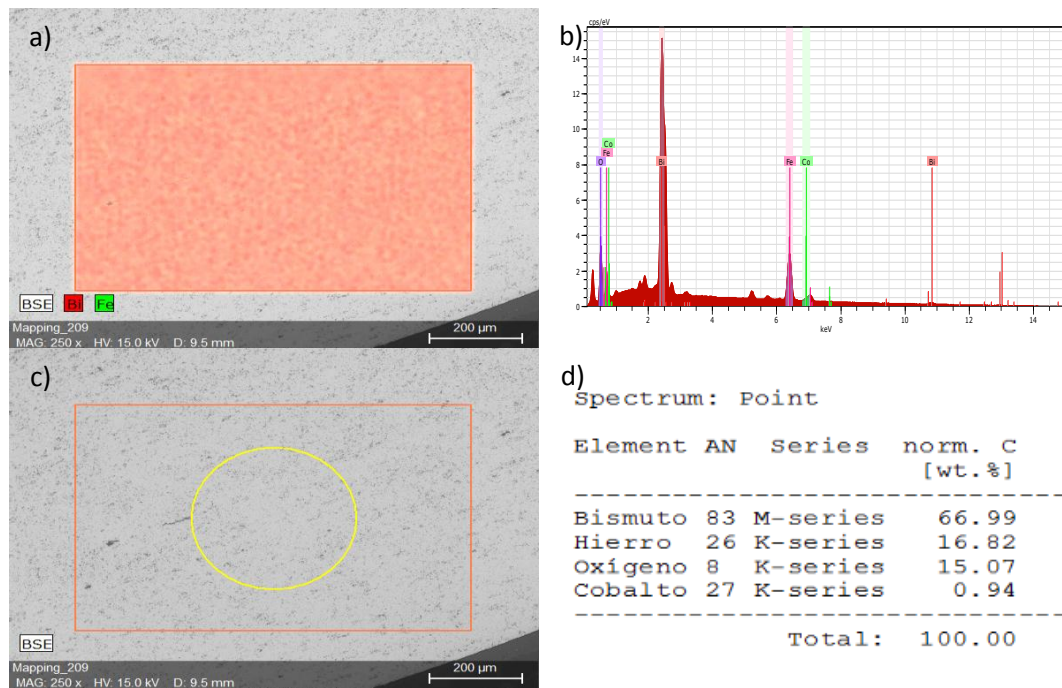 a)
BSE Bi Fe
Mapping_209
MAG: 250 x HV: 15.0 kV D: 9.5 mm 200 µm
b)
cps/eV
14
12
10
8
6
4
2
0
Co
Fe
O Bi Fe Co Bi
2 4 6 8 10 12 14
keV
c)
BSE
Mapping_209
MAG: 250 x HV: 15.0 kV D: 9.5 mm 200 µm
d)
Spectrum: Point
Element AN Series norm. C
[wt.%]
Bismuto 83 M-series 66.99
Hierro 26 K-series 16.82
Oxígeno 8 K-series 15.07
Cobalto 27 K-series 0.94
Total: 100.00